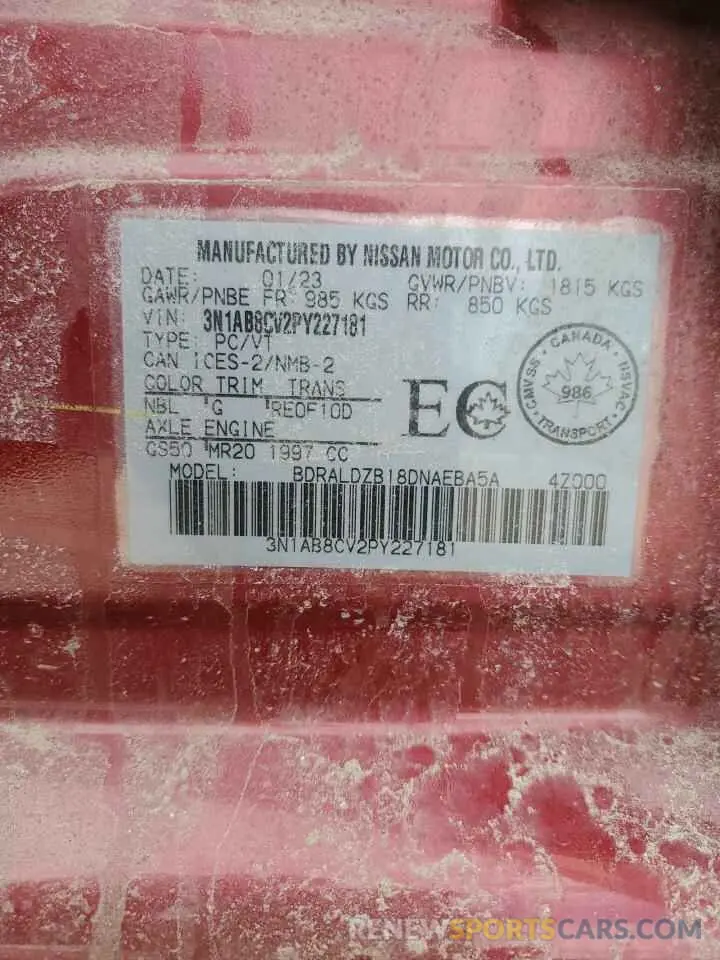 MANUFACTURED BY NISSAN MOTOR CO., LTD.
DATE: 01/23 GVWR/PNBV: 1815 KGS
GAWR/PNBE FR 985 KGS RR: 850 KGS
VIN: 3N1AB8CV2PY227181
TYPE: PC/VT
CAN ICES-2/NMB-2
COLOR TRIM TRANS
NBL G RE0F10D
AXLE ENGINE
GS50 MR20 1997 CC
EC
CANADA
CMVSS
986
NSVAC
TRANSPORT
MODEL: BDRALDZB18DNAEBA5A 4Z000
3N1AB8CV2PY227181
RENEWSPORTSCARS.COM